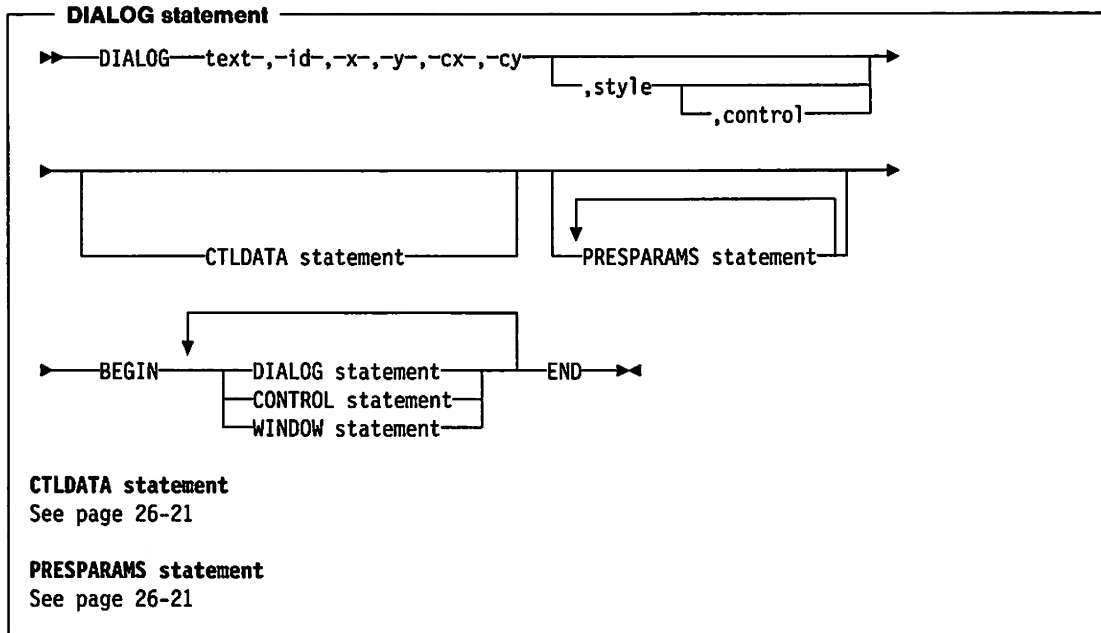 DIALOG statement
DIALOG text , id , x , y , cx , cy
,style
,control
CTLDATA statement PRESPARAMS statement
BEGIN DIALOG statement END
CONTROL statement
WINDOW statement
CTLDATA statement
See page 26-21
PRESPARAMS statement
See page 26-21